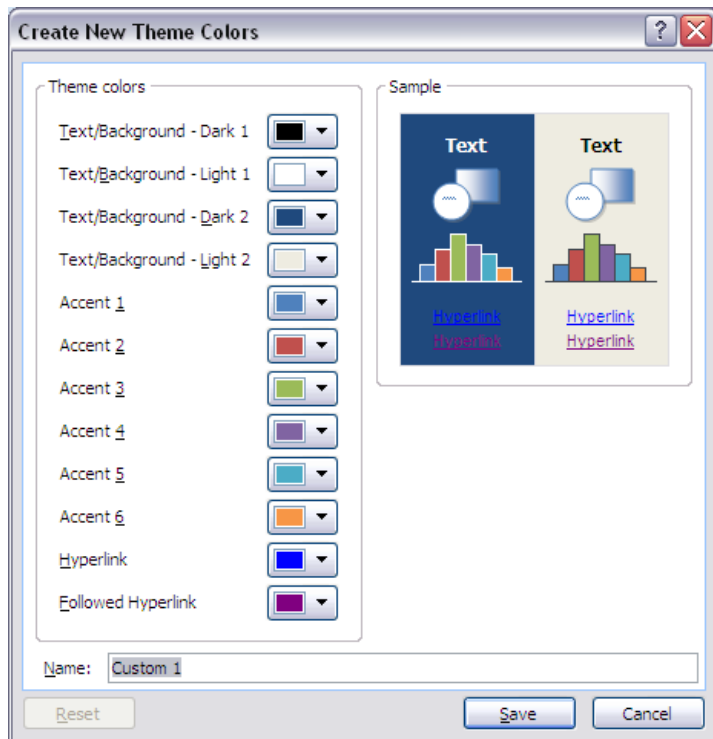 Create New Theme Colors
Theme colors
Text/Background - Dark 1
Text/Background - Light 1
Text/Background - Dark 2
Text/Background - Light 2
Accent 1
Accent 2
Accent 3
Accent 4
Accent 5
Accent 6
Hyperlink
Followed Hyperlink
Sample
Text Text
Hyperlink Hyperlink
Hyperlink Hyperlink
Name: Custom 1
Reset Save Cancel